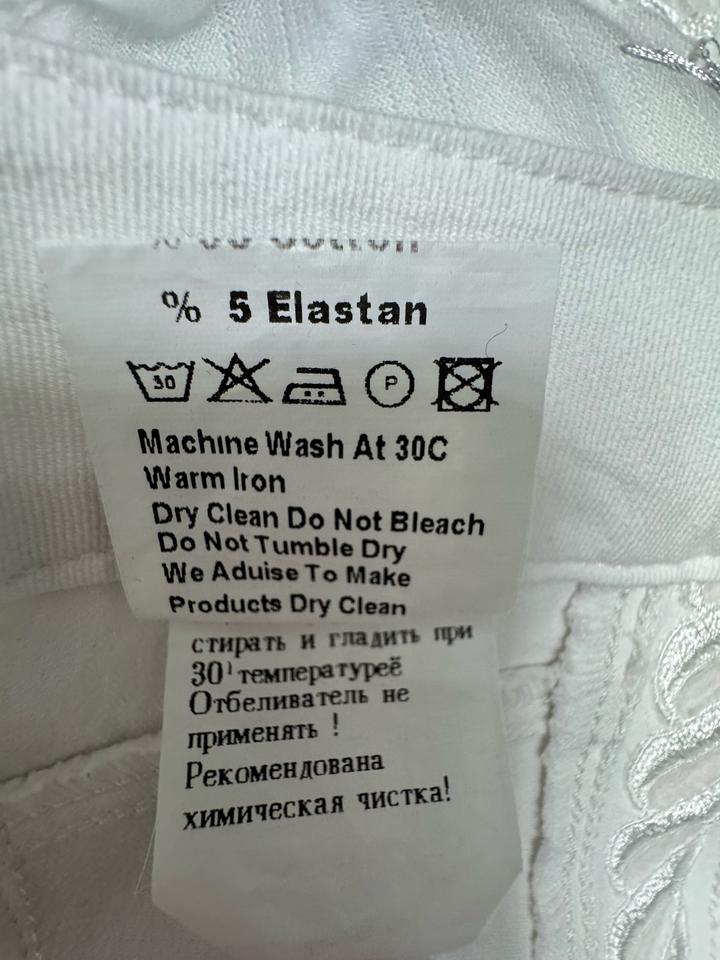 % 5 Elastan
30 P
Machine Wash At 30C
Warm Iron
Dry Clean Do Not Bleach
Do Not Tumble Dry
We Aduise To Make
Products Dry Clean
стирать и гладить при
30¹ температуреё
Отбеливатель не
применять !
Рекомендована
химическая чистка!